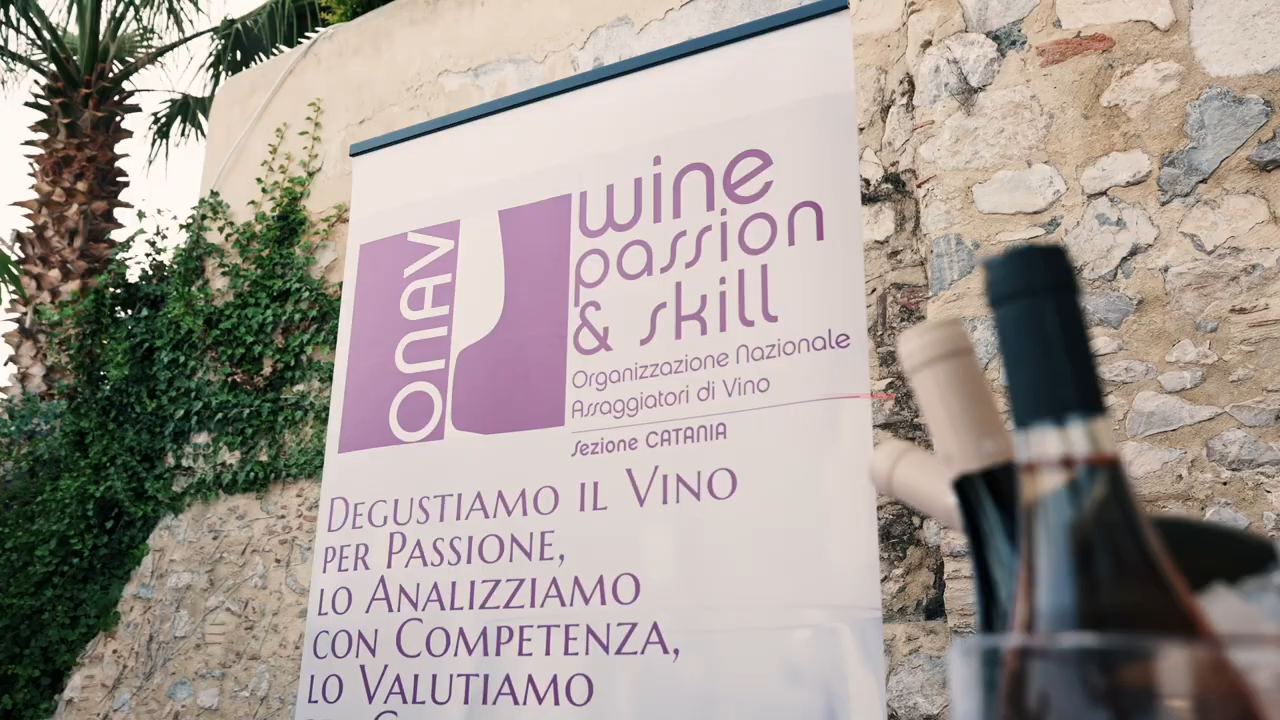 ONAV
wine
passion
& skill
Organizzazione Nazionale
Assaggiatori di Vino
Sezione CATANIA
DEGUSTIAMO IL VINO
PER PASSIONE,
LO ANALIZZIAMO
CON COMPETENZA,
LO VALUTIAMO